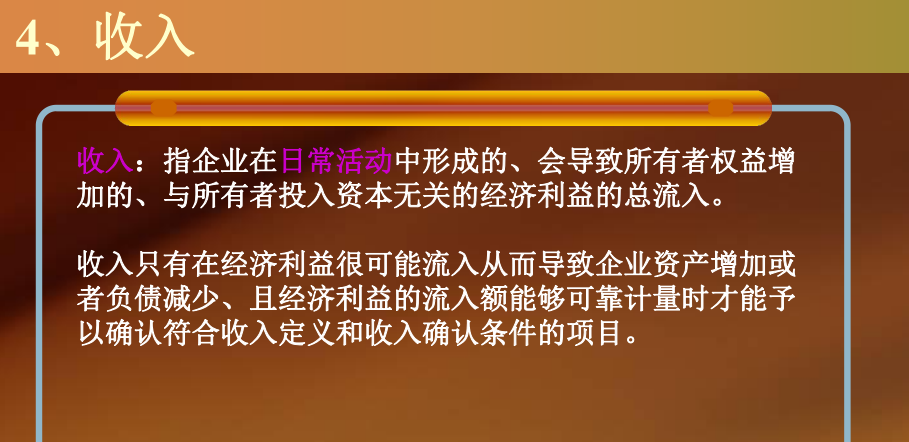 4、收入
收入：指企业在日常活动中形成的、会导致所有者权益增
加的、与所有者投入资本无关的经济利益的总流入。
收入只有在经济利益很可能流入从而导致企业资产增加或
者负债减少、且经济利益的流入额能够可靠计量时才能予
以确认符合收入定义和收入确认条件的项目。